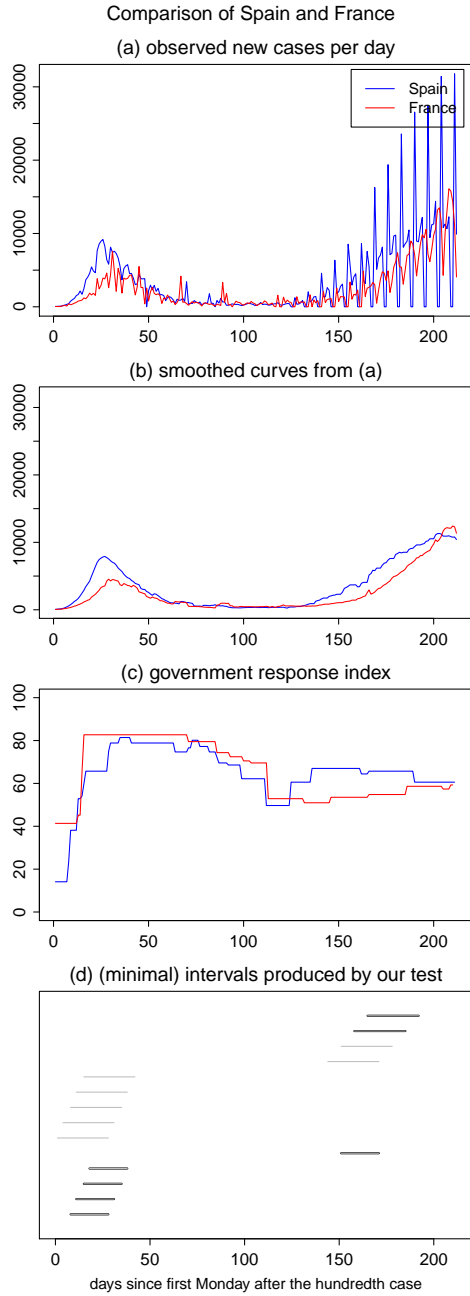 Comparison of Spain and France
(a) observed new cases per day
Spain
France
30000
20000
10000
5000
0
0 50 100 150 200
(b) smoothed curves from (a)
30000
20000
10000
5000
0
0 50 100 150 200
(c) government response index
100
80
60
40
20
0
0 50 100 150 200
(d) (minimal) intervals produced by our test
0 50 100 150 200
days since first Monday after the hundredth case